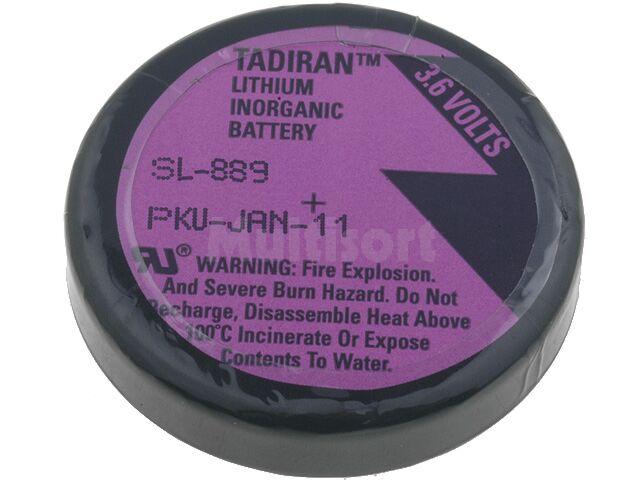 TADIRAN™
LITHIUM
INORGANIC
BATTERY
3.6 VOLTS
SL-889
+
PKU-JAN-11
Multisort
WARNING: Fire Explosion.
And Severe Burn Hazard. Do Not
Recharge, Disassemble Heat Above
100°C Incinerate Or Expose
Contents To Water.